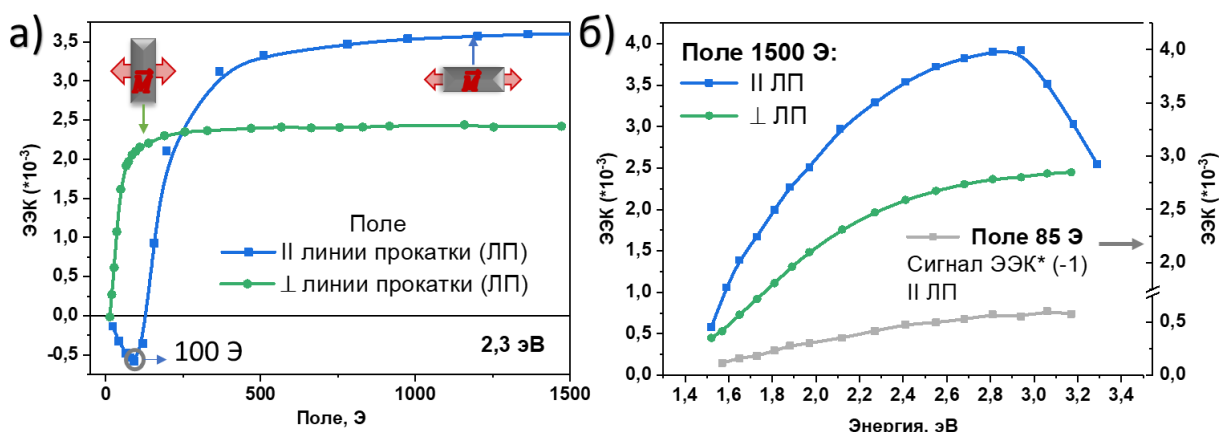 а)
ЭЭК (*10⁻³)
3,5
3,0
2,5
2,0
1,5
1,0
0,5
0,0
-0,5
M
M
Поле
II линии прокатки (ЛП)
⊥ линии прокатки (ЛП)
100 Э
2,3 эВ
0
500
1000
1500
Поле, Э
б)
ЭЭК (*10⁻³)
4,0
3,5
3,0
2,5
2,0
1,5
1,0
0,5
0,0
Поле 1500 Э:
II ЛП
⊥ ЛП
Поле 85 Э
Сигнал ЭЭК* (-1)
II ЛП
4,0
3,5
3,0
2,5
2,0
0,5
0,0
ЭЭК (*10⁻³)
1,4
1,6
1,8
2,0
2,2
2,4
2,6
2,8
3,0
3,2
3,4
Энергия, эВ